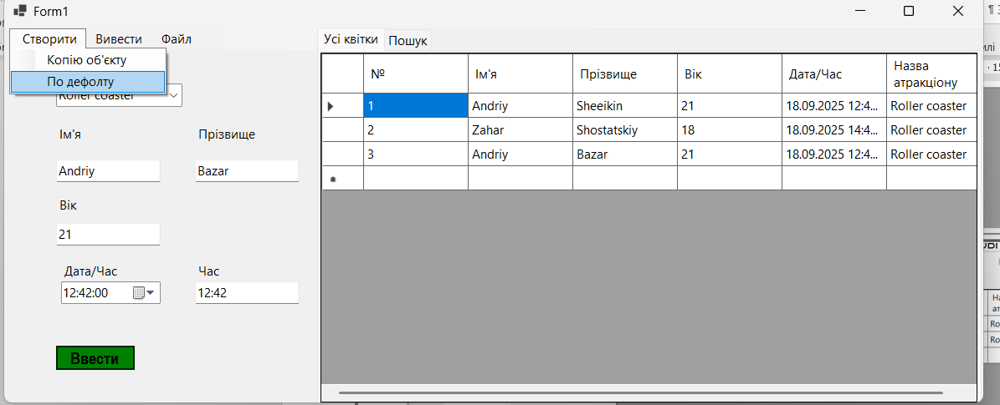 Form1
Створити Вивести Файл
Копію об'єкту
По дефолту
Roller coaster
Ім'я Прізвище
Andriy Bazar
Вік
21
Дата/Час Час
12:42:00 12:42
Ввести
Усі квітки Пошук
№ Ім'я Прізвище Вік Дата/Час Назва
атракціону
1 Andriy Sheeikin 21 18.09.2025 12:4... Roller coaster
2 Zahar Shostatskiy 18 18.09.2025 14:4... Roller coaster
3 Andriy Bazar 21 18.09.2025 12:4... Roller coaster